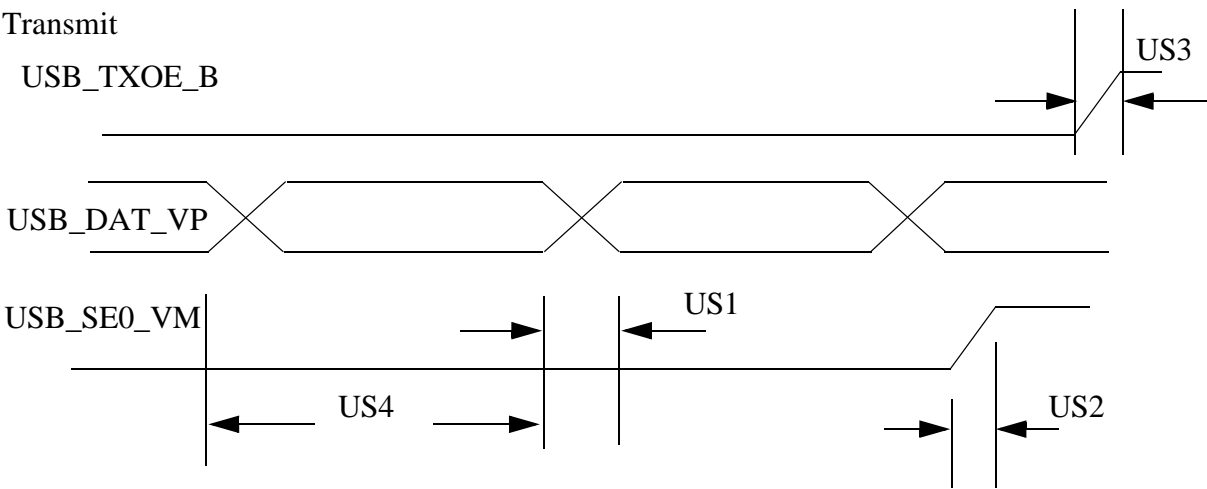 Transmit
US3
USB_TXOE_B
USB_DAT_VP
USB_SE0_VM
US1
US4
US2